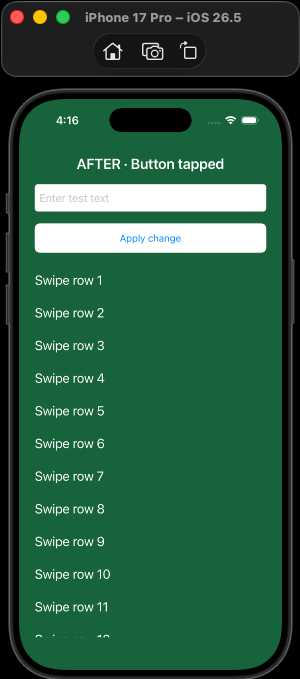 iPhone 17 Pro – iOS 26.5
4:16
AFTER · Button tapped
Enter test text
Apply change
Swipe row 1
Swipe row 2
Swipe row 3
Swipe row 4
Swipe row 5
Swipe row 6
Swipe row 7
Swipe row 8
Swipe row 9
Swipe row 10
Swipe row 11